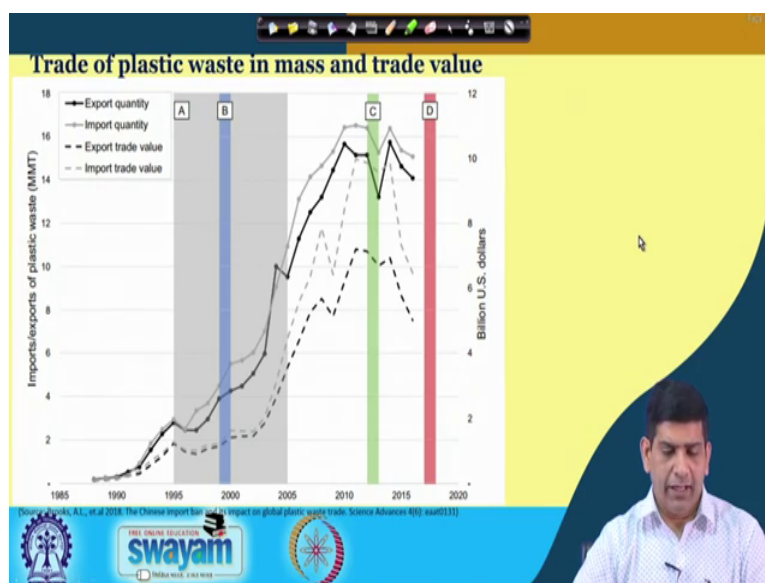 Trade of plastic waste in mass and trade value
Imports/exports of plastic waste (MMT)
18
16
14
12
10
8
6
4
2
-
Export quantity
Import quantity
Export trade value
Import trade value
A
B
C
D
12
10
8
6
4
2
-
Billion U.S. dollars
1985
1990
1995
2000
2005
2010
2015
2020
(Source: Brooks, A.L., et.al 2018. The Chinese import ban and its impact on global plastic waste trade. Science Advances 4(6): eaat0131)
FREE ONLINE EDUCATION
swayam